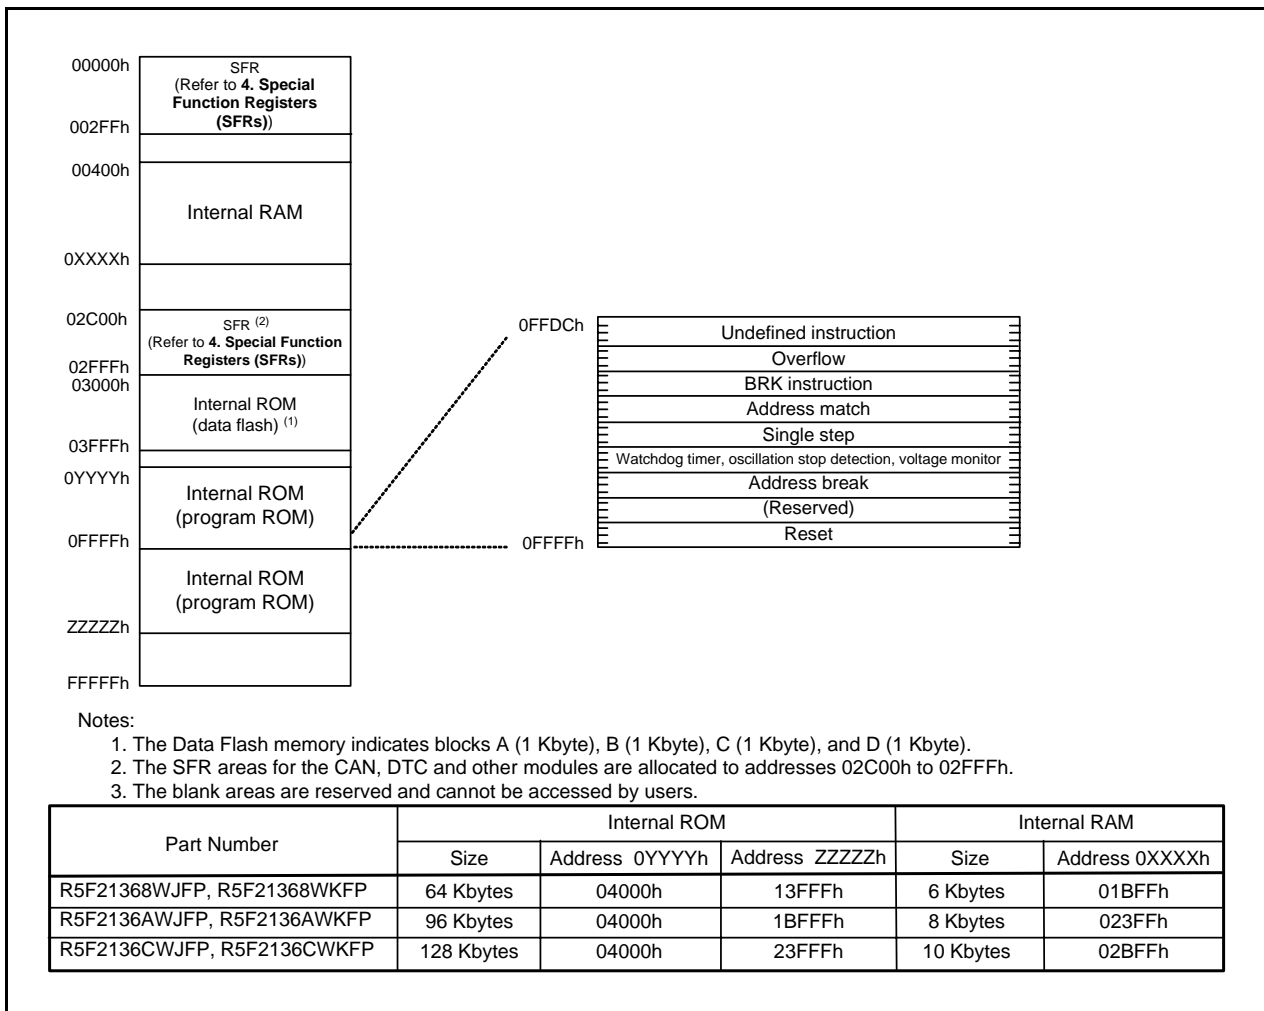 00000h
SFR
(Refer to 4. Special
Function Registers
(SFRs))
002FFh
00400h
Internal RAM
0XXXXh
02C00h
SFR (2)
(Refer to 4. Special Function
Registers (SFRs))
02FFFh
03000h
Internal ROM
(data flash) (1)
03FFFh
0YYYYh
Internal ROM
(program ROM)
0FFFFh
Internal ROM
(program ROM)
ZZZZZh
FFFFFh
0FFDCh
Undefined instruction
Overflow
BRK instruction
Address match
Single step
Watchdog timer, oscillation stop detection, voltage monitor
Address break
(Reserved)
Reset
0FFFFh
Notes:
1. The Data Flash memory indicates blocks A (1 Kbyte), B (1 Kbyte), C (1 Kbyte), and D (1 Kbyte).
2. The SFR areas for the CAN, DTC and other modules are allocated to addresses 02C00h to 02FFFh.
3. The blank areas are reserved and cannot be accessed by users.
Part Number Internal ROM Internal RAM
Size Address 0YYYYh Address ZZZZZh Size Address 0XXXXh
R5F21368WJFP, R5F21368WKFP 64 Kbytes 04000h 13FFFh 6 Kbytes 01BFFh
R5F2136AWJFP, R5F2136AWKFP 96 Kbytes 04000h 1BFFFh 8 Kbytes 023FFh
R5F2136CWJFP, R5F2136CWKFP 128 Kbytes 04000h 23FFFh 10 Kbytes 02BFFh